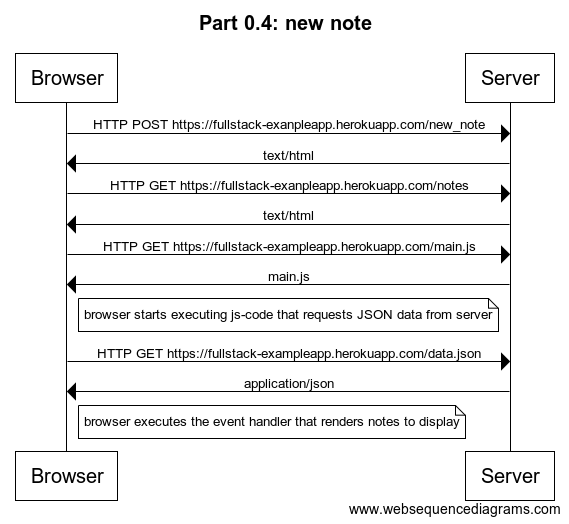 Part 0.4: new note
Browser
Server
HTTP POST https://fullstack-exanpleapp.herokuapp.com/new_note
text/html
HTTP GET https://fullstack-exanpleapp.herokuapp.com/notes
text/html
HTTP GET https://fullstack-exampleapp.herokuapp.com/main.js
main.js
browser starts executing js-code that requests JSON data from server
HTTP GET https://fullstack-exampleapp.herokuapp.com/data.json
application/json
browser executes the event handler that renders notes to display
Browser
Server
www.websequencediagrams.com